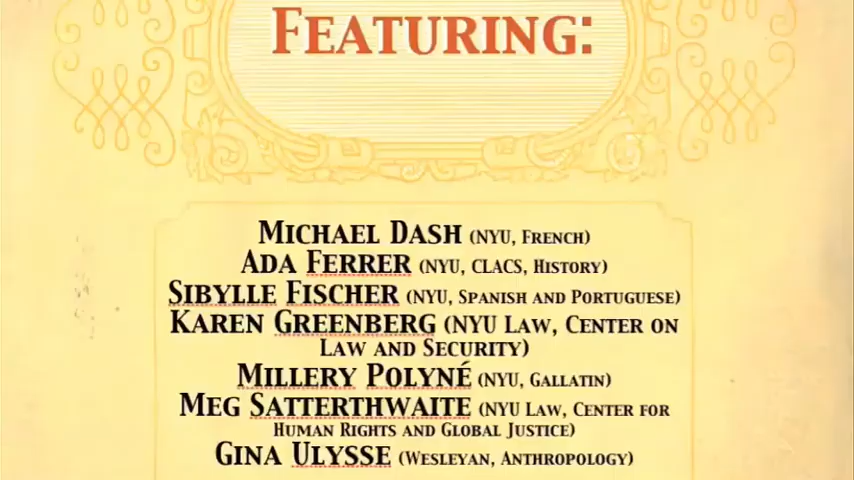 FEATURING:
MICHAEL DASH (NYU, FRENCH)
ADA FERRER (NYU, CLACS, HISTORY)
SIBYLLE FISCHER (NYU, SPANISH AND PORTUGUESE)
KAREN GREENBERG (NYU LAW, CENTER ON
LAW AND SECURITY)
MILLERY POLYNÉ (NYU, GALLATIN)
MEG SATTERTHWAITE (NYU LAW, CENTER FOR
HUMAN RIGHTS AND GLOBAL JUSTICE)
GINA ULYSSE (WESLEYAN, ANTHROPOLOGY)